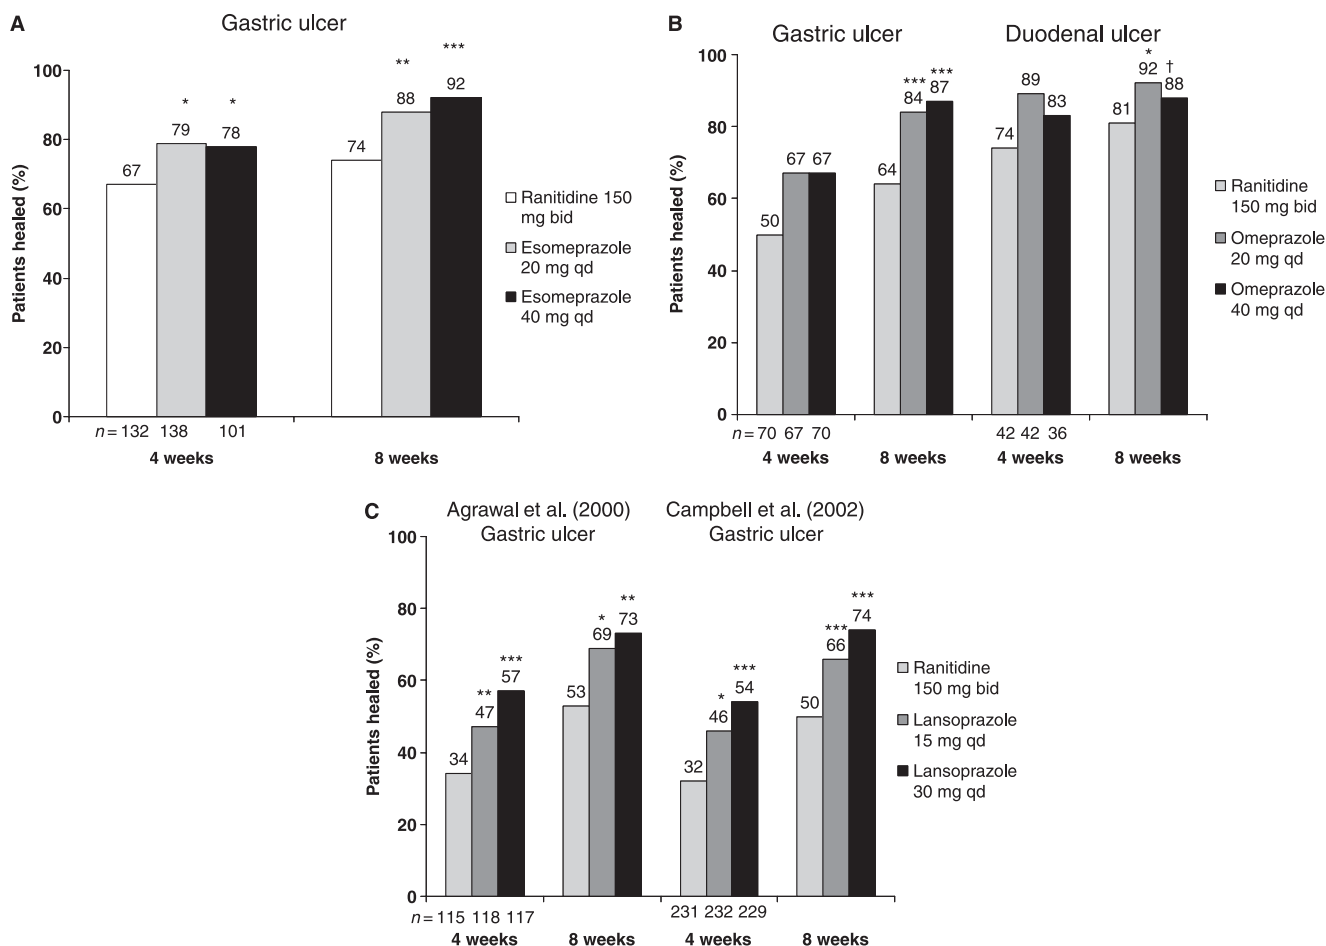 A
Gastric ulcer
Patients healed (%)
100
80
60
40
20
0
67
*
79
*
78
74
**
88
***
92
n = 132 138 101
4 weeks
8 weeks
Ranitidine 150
mg bid
Esomeprazole
20 mg qd
Esomeprazole
40 mg qd
B
Gastric ulcer
Duodenal ulcer
Patients healed (%)
100
80
60
40
20
0
50
67
67
64
***
84
***
87
74
89
83
81
*
92
†
88
n = 70 67 70
42 42 36
4 weeks
8 weeks
4 weeks
8 weeks
Ranitidine
150 mg bid
Omeprazole
20 mg qd
Omeprazole
40 mg qd
C
Agrawal et al. (2000)
Gastric ulcer
Campbell et al. (2002)
Gastric ulcer
Patients healed (%)
100
80
60
40
20
0
34
**
47
***
57
53
*
69
**
73
32
*
46
***
54
50
***
66
***
74
n = 115 118 117
231 232 229
4 weeks
8 weeks
4 weeks
8 weeks
Ranitidine
150 mg bid
Lansoprazole
15 mg qd
Lansoprazole
30 mg qd